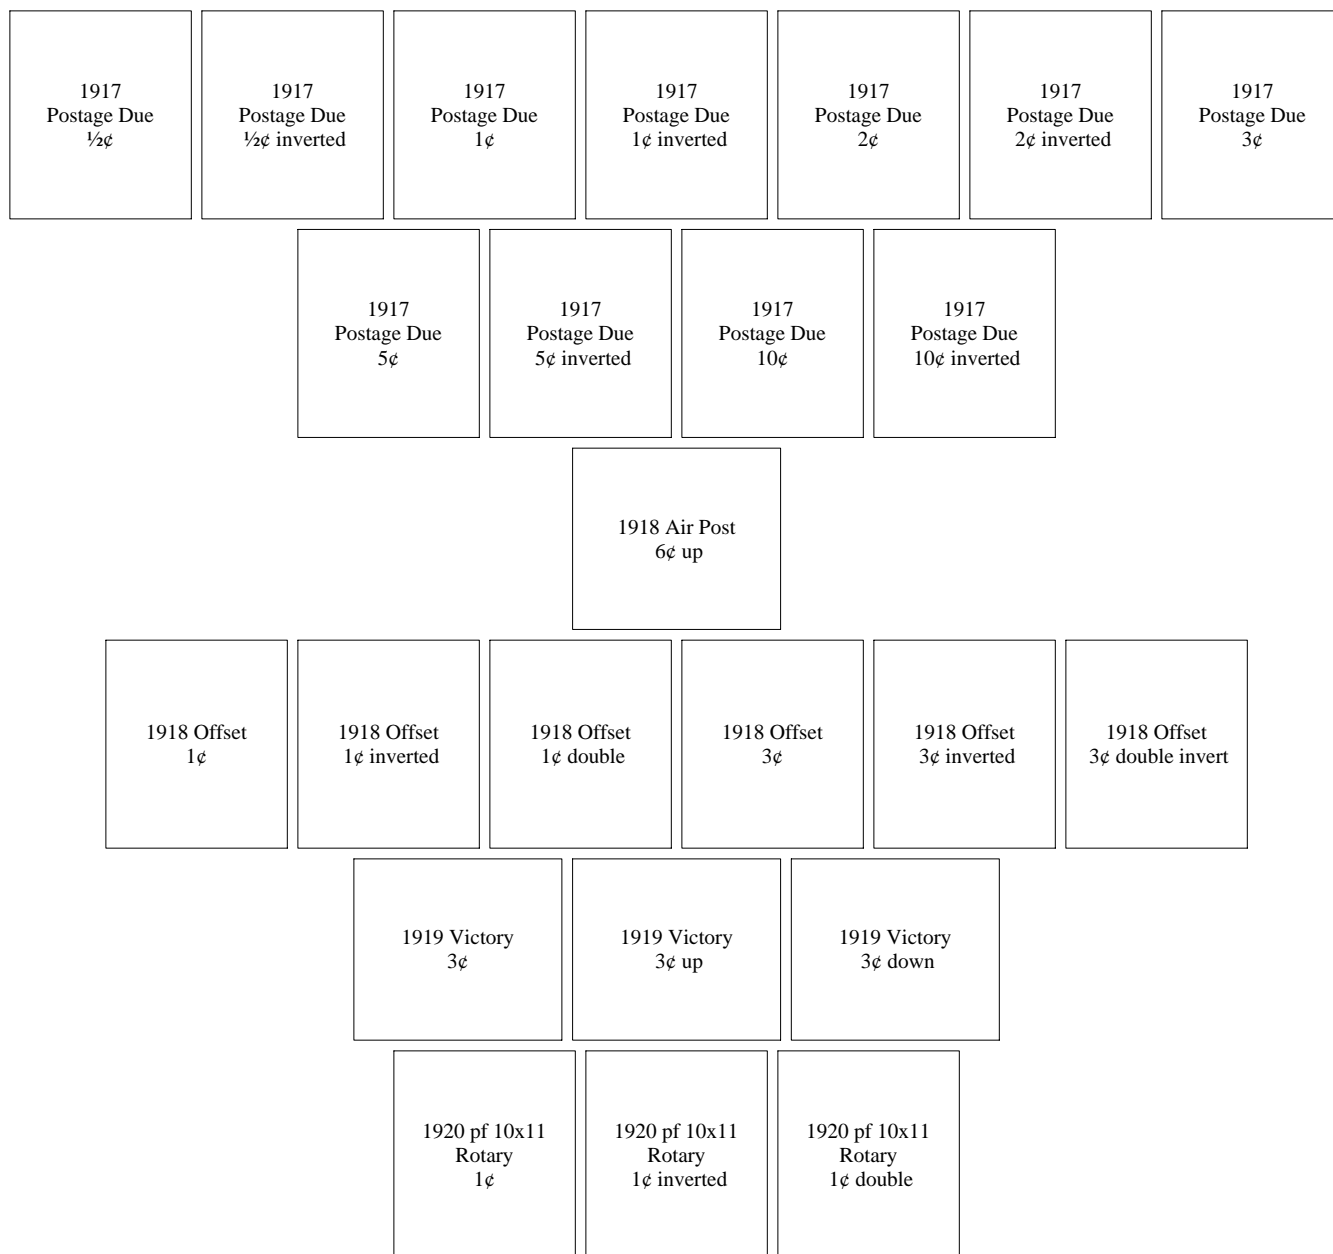 1917
Postage Due
½¢
1917
Postage Due
½¢ inverted
1917
Postage Due
1¢
1917
Postage Due
1¢ inverted
1917
Postage Due
2¢
1917
Postage Due
2¢ inverted
1917
Postage Due
3¢
1917
Postage Due
5¢
1917
Postage Due
5¢ inverted
1917
Postage Due
10¢
1917
Postage Due
10¢ inverted
1918 Air Post
6¢ up
1918 Offset
1¢
1918 Offset
1¢ inverted
1918 Offset
1¢ double
1918 Offset
3¢
1918 Offset
3¢ inverted
1918 Offset
3¢ double invert
1919 Victory
3¢
1919 Victory
3¢ up
1919 Victory
3¢ down
1920 pf 10x11
Rotary
1¢
1920 pf 10x11
Rotary
1¢ inverted
1920 pf 10x11
Rotary
1¢ double